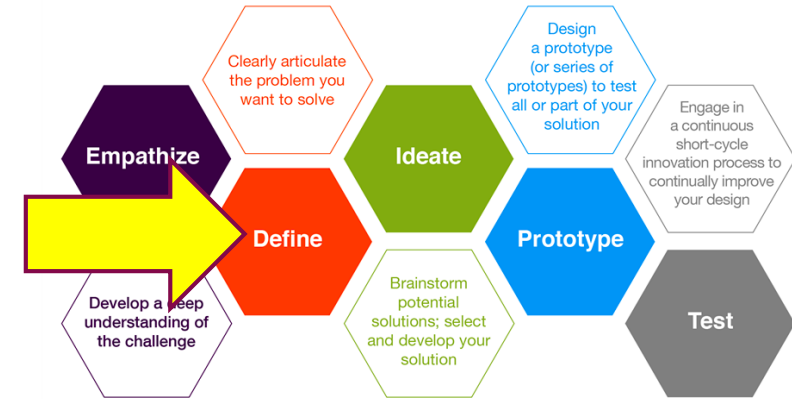 Empathize
Develop a deep
understanding of
the challenge
Clearly articulate
the problem you
want to solve
Define
Ideate
Brainstorm
potential
solutions; select
and develop your
solution
Design
a prototype
(or series of
prototypes) to test
all or part of your
solution
Prototype
Engage in
a continuous
short-cycle
innovation process to
continually improve
your design
Test